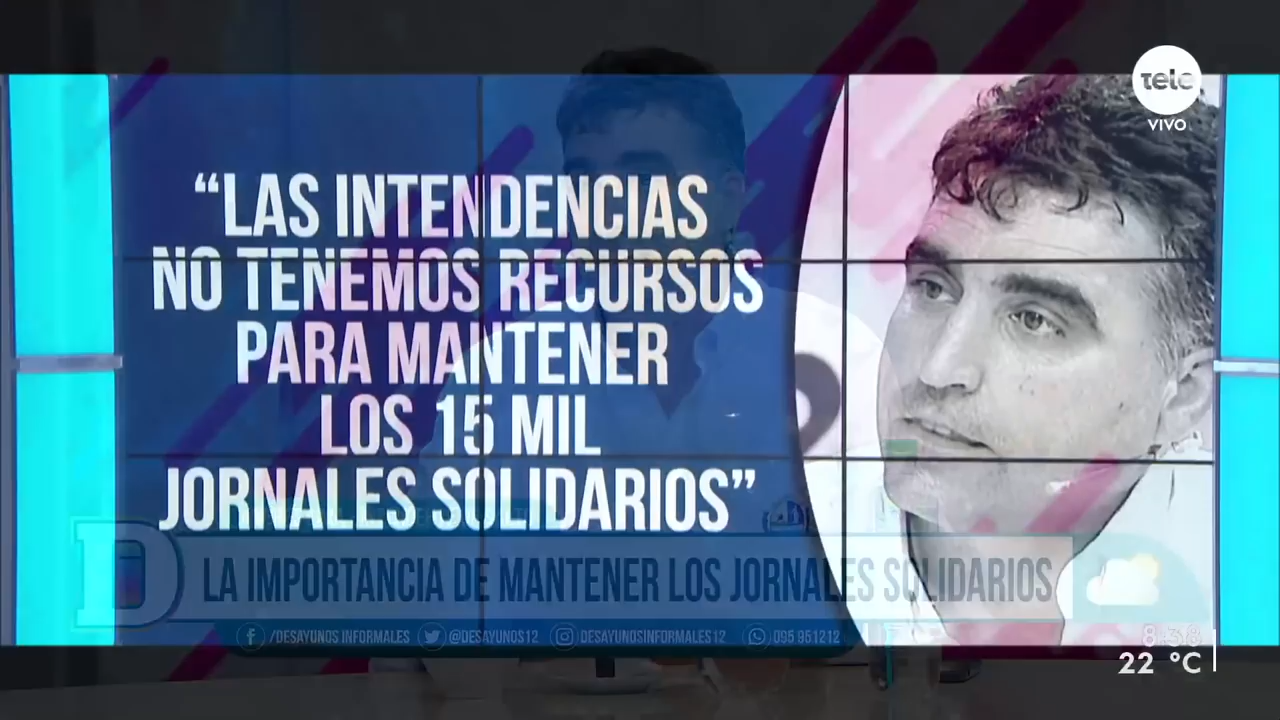 tele
VIVO
“LAS INTENDENCIAS
NO TENEMOS RECURSOS
PARA MANTENER
LOS 15 MIL
JORNALES SOLIDARIOS”
D
LA IMPORTANCIA DE MANTENER LOS JORNALES SOLIDARIOS
/DESAYUNOS INFORMALES @DESAYUNOS12 DESAYUNOSINFORMALES12 095 951212
8:38
22 °C